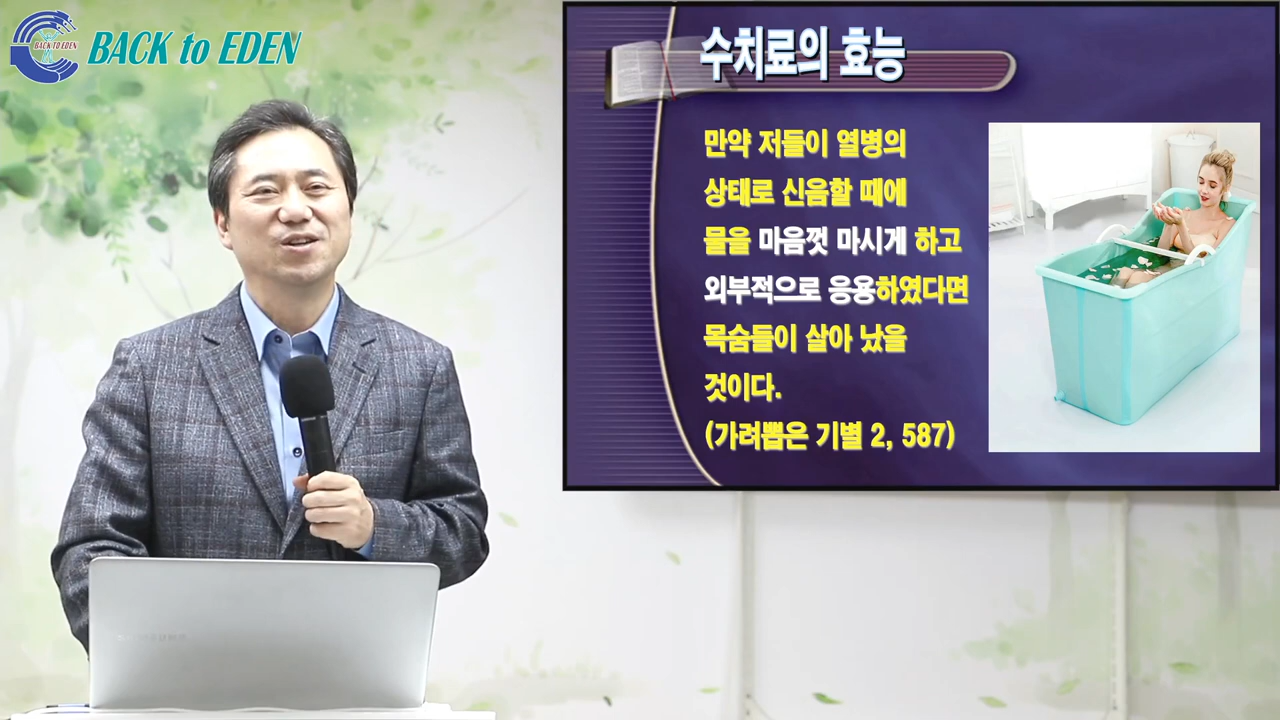 BACK TO EDEN
BACK to EDEN
수치료의 효능
만약 저들이 열병의
상태로 신음할 때에
물을 마음껏 마시게 하고
외부적으로 응용하였다면
목숨들이 살아 났을
것이다.
(가려뽑은 기별 2, 587)